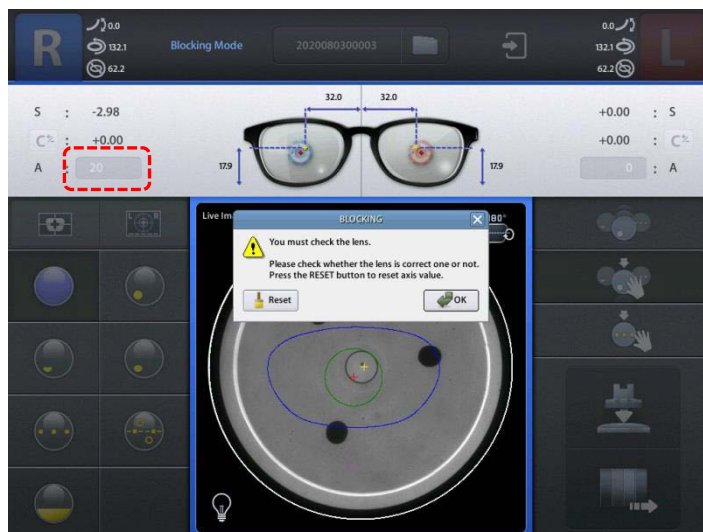 R
0.0
132.1
62.2
Blocking Mode
2020080300003
0.0
132.1
62.2
L
S : -2.98
C% : +0.00
A : 20
32.0 32.0
17.9 17.9
+0.00 : S
+0.00 : C%
0 : A
L R
Live Im
BLOCKING
180°
You must check the lens.
Please check whether the lens is correct one or not.
Press the RESET button to reset axis value.
Reset
OK